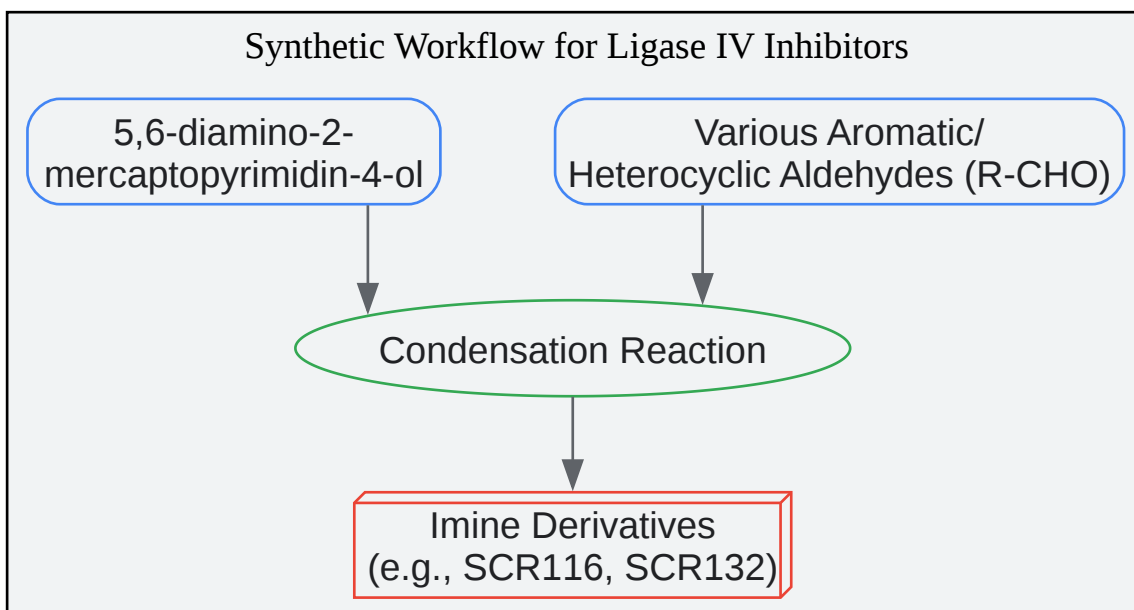 Synthetic Workflow for Ligase IV Inhibitors
5,6-diamino-2-
mercaptopyrimidin-4-ol
Various Aromatic/
Heterocyclic Aldehydes (R-CHO)
Condensation Reaction
Imine Derivatives
(e.g., SCR116, SCR132)